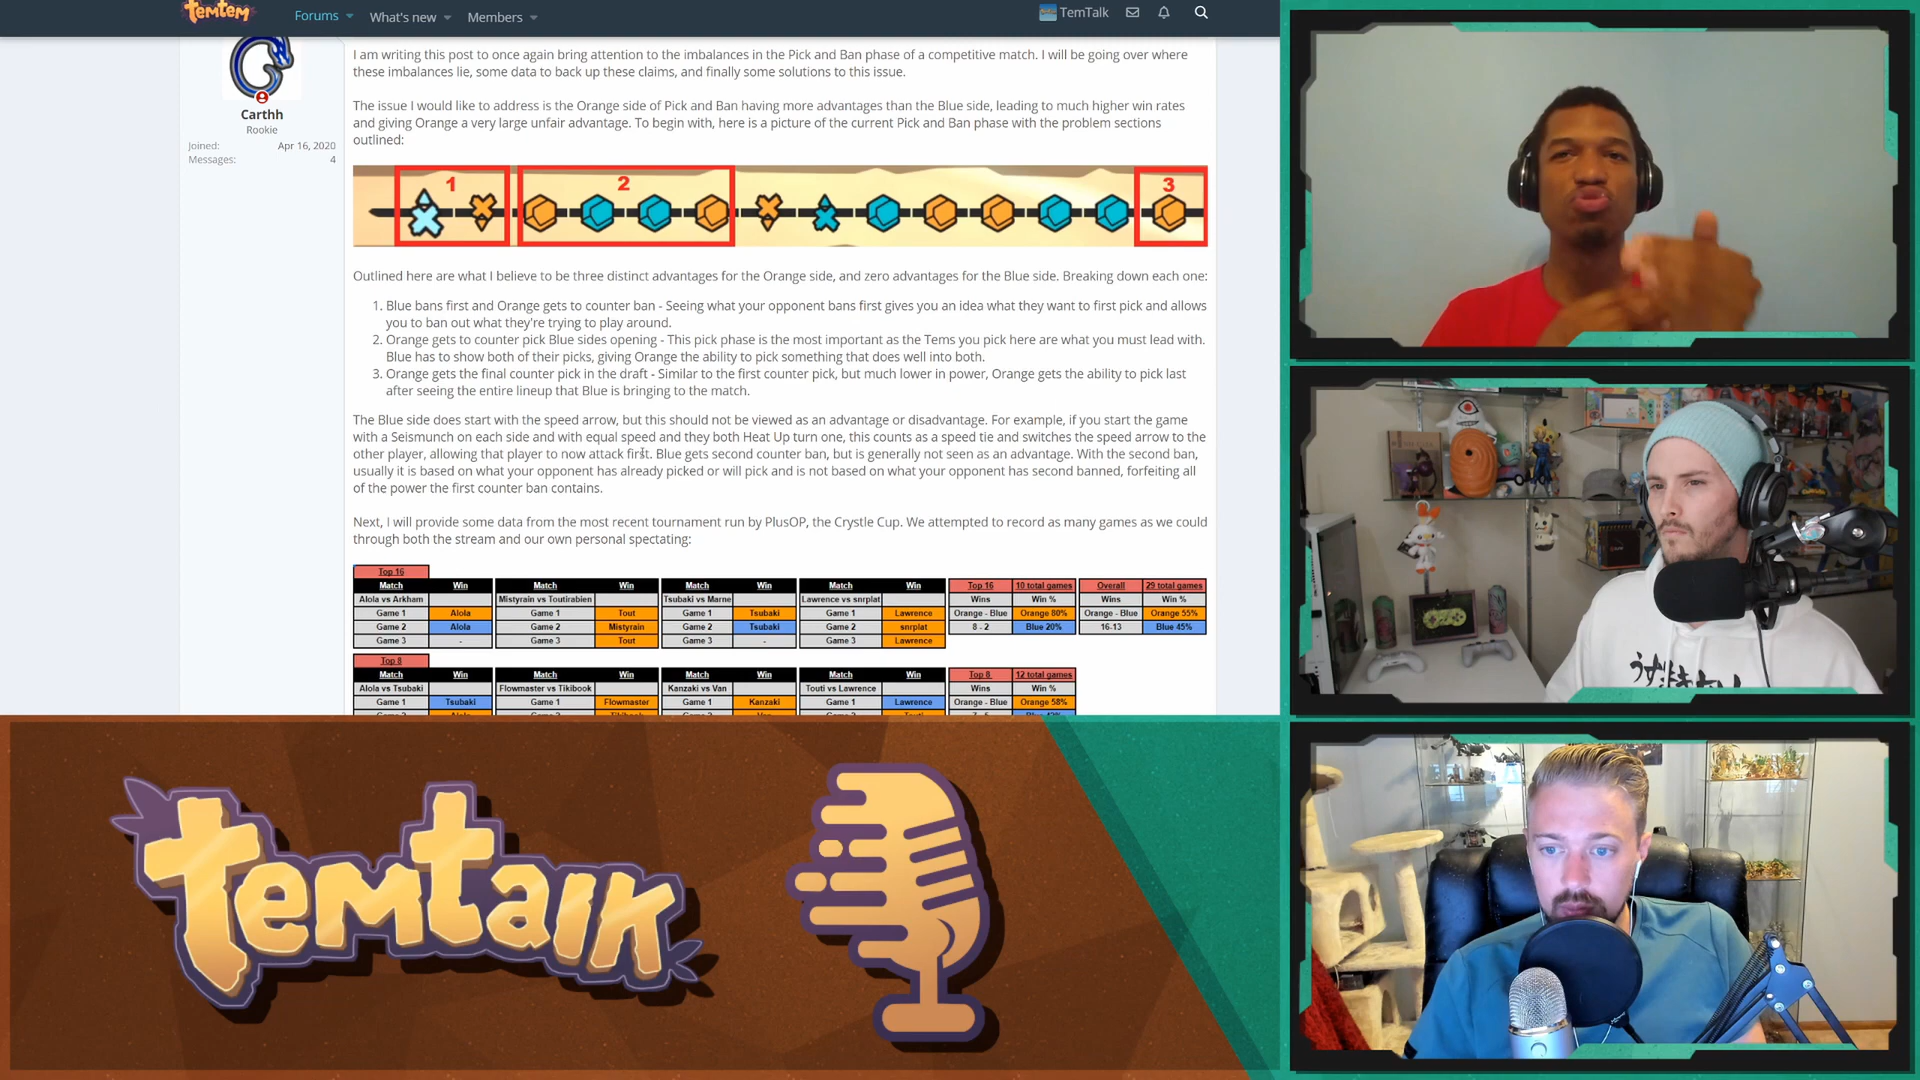 temtem
Forums
What's new
Members
TemTalk
Carthh
Rookie
Joined: Apr 16, 2020
Messages: 4
I am writing this post to once again bring attention to the imbalances in the Pick and Ban phase of a competitive match. I will be going over where
these imbalances lie, some data to back up these claims, and finally some solutions to this issue.
The issue I would like to address is the Orange side of Pick and Ban having more advantages than the Blue side, leading to much higher win rates
and giving Orange a very large unfair advantage. To begin with, here is a picture of the current Pick and Ban phase with the problem sections
outlined:
1 2 3
Outlined here are what I believe to be three distinct advantages for the Orange side, and zero advantages for the Blue side. Breaking down each one:
1. Blue bans first and Orange gets to counter ban - Seeing what your opponent bans first gives you an idea what they want to first pick and allows
you to ban out what they're trying to play around.
2. Orange gets to counter pick Blue sides opening - This pick phase is the most important as the Tems you pick here are what you must lead with.
Blue has to show both of their picks, giving Orange the ability to pick something that does well into both.
3. Orange gets the final counter pick in the draft - Similar to the first counter pick, but much lower in power, Orange gets the ability to pick last
after seeing the entire lineup that Blue is bringing to the match.
The Blue side does start with the speed arrow, but this should not be viewed as an advantage or disadvantage. For example, if you start the game
with a Seismunch on each side and with equal speed and they both Heat Up turn one, this counts as a speed tie and switches the speed arrow to the
other player, allowing that player to now attack first. Blue gets second counter ban, but is generally not seen as an advantage. With the second ban,
usually it is based on what your opponent has already picked or will pick and is not based on what your opponent has second banned, forfeiting all
of the power the first counter ban contains.
Next, I will provide some data from the most recent tournament run by PlusOP, the Crystle Cup. We attempted to record as many games as we could
through both the stream and our own personal spectating:
Top 16
Match Win Match Win Match Win Match Win Top 16 10 total games Overall 29 total games
Alola vs Arkham Mistyrain vs Toutirabien Tsubaki vs Marne Lawrence vs snrplat Wins Win % Wins Win %
Game 1 Alola Game 1 Tout Game 1 Tsubaki Game 1 Lawrence Orange - Blue Orange 80% Orange - Blue Orange 55%
Game 2 Alola Game 2 Mistyrain Game 2 Tsubaki Game 2 snrplat 8 - 2 Blue 20% 16-13 Blue 45%
Game 3 - Game 3 Tout Game 3 - Game 3 Lawrence
Top 8
Match Win Match Win Match Win Match Win Top 8 12 total games
Alola vs Tsubaki Flowmaster vs Tikibook Kanzaki vs Van Touti vs Lawrence Wins Win %
Game 1 Tsubaki Game 1 Flowmaster Game 1 Kanzaki Game 1 Lawrence Orange - Blue Orange 58%
temtalk